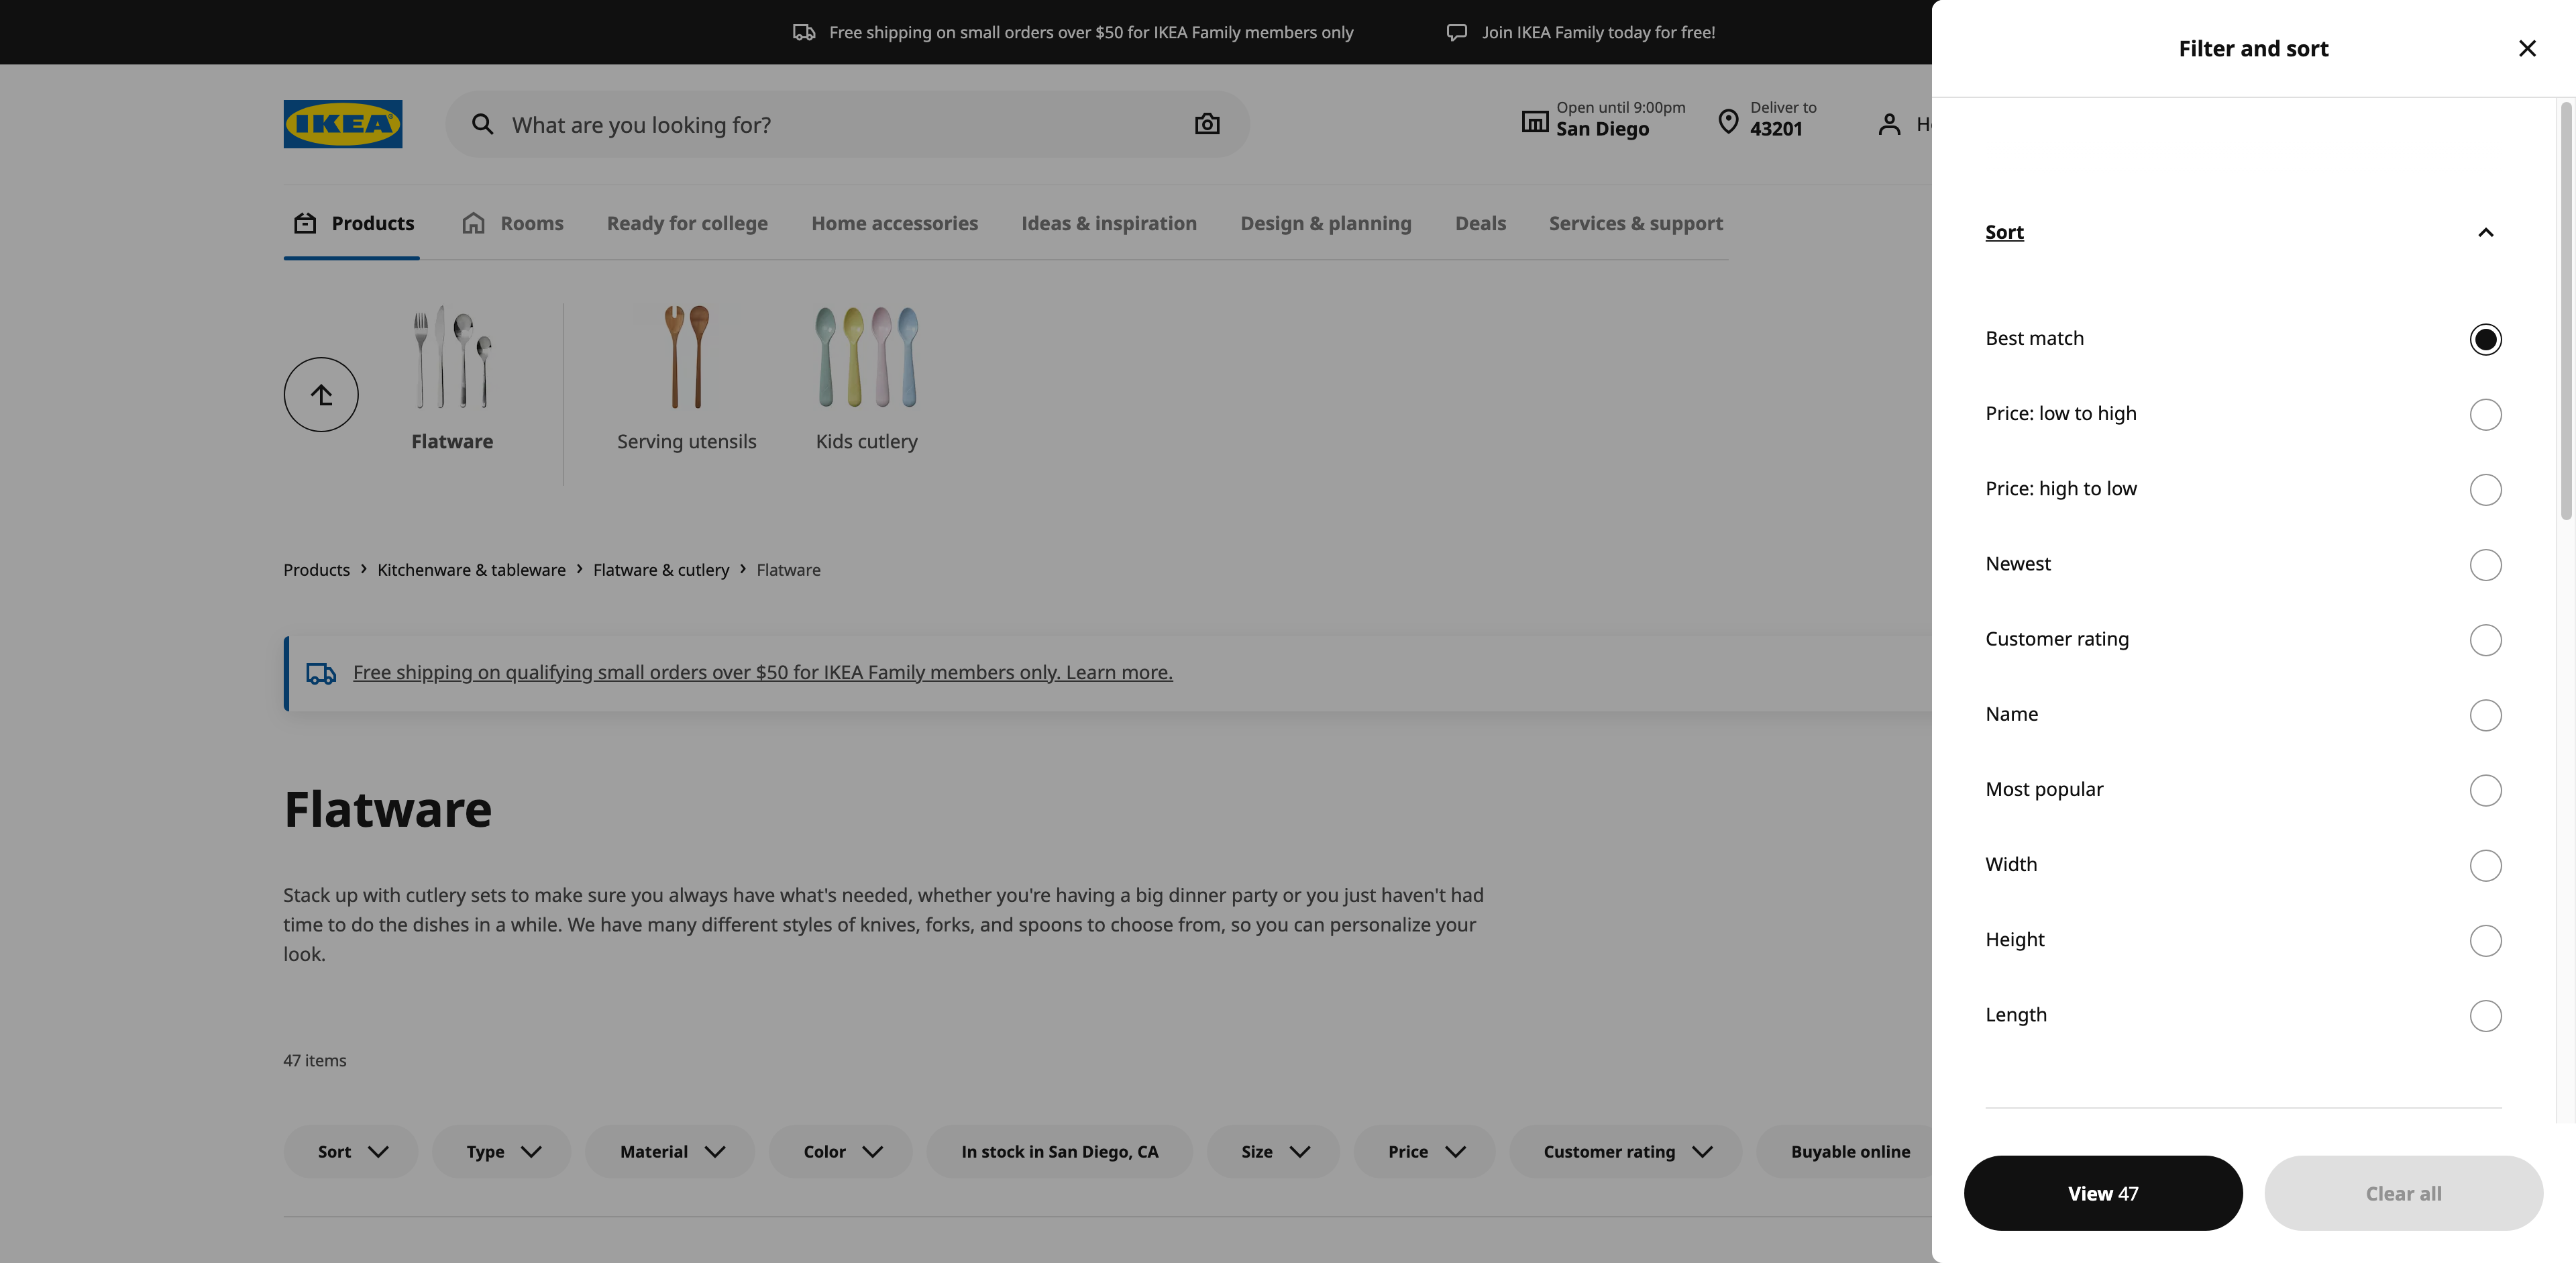 Free shipping on small orders over $50 for IKEA Family members only
Join IKEA Family today for free!
IKEA
What are you looking for?
Open until 9:00pm
San Diego
Deliver to
43201
Products
Rooms
Ready for college
Home accessories
Ideas & inspiration
Design & planning
Deals
Services & support
Flatware
Serving utensils
Kids cutlery
Products > Kitchenware & tableware > Flatware & cutlery > Flatware
Free shipping on qualifying small orders over $50 for IKEA Family members only. Learn more.
Flatware
Stack up with cutlery sets to make sure you always have what's needed, whether you're having a big dinner party or you just haven't had
time to do the dishes in a while. We have many different styles of knives, forks, and spoons to choose from, so you can personalize your
look.
47 items
Sort
Type
Material
Color
In stock in San Diego, CA
Size
Price
Customer rating
Buyable online
Filter and sort
Sort
Best match
Price: low to high
Price: high to low
Newest
Customer rating
Name
Most popular
Width
Height
Length
View 47
Clear all